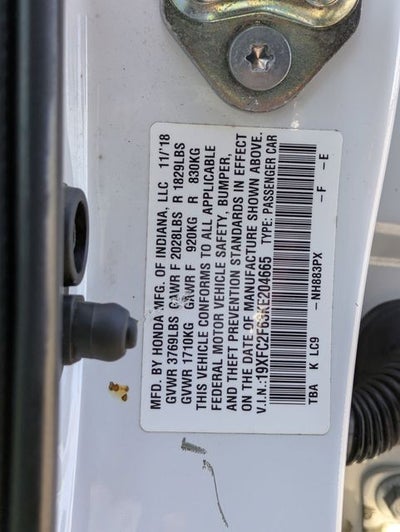 MFD. BY HONDA MFG. OF INDIANA, LLC 11/'18
GVWR 3769LBS GAWR F 2028LBS R 1829LBS
GVWR 1710KG GAWR F 920KG R 830KG
THIS VEHICLE CONFORMS TO ALL APPLICABLE
FEDERAL MOTOR VEHICLE SAFETY, BUMPER,
AND THEFT PREVENTION STANDARDS IN EFFECT
ON THE DATE OF MANUFACTURE SHOWN ABOVE.
V.I.N.:19XFC2F63KE204665 TYPE: PASSENGER CAR
TBA K LC9 -NH883PX -F -E